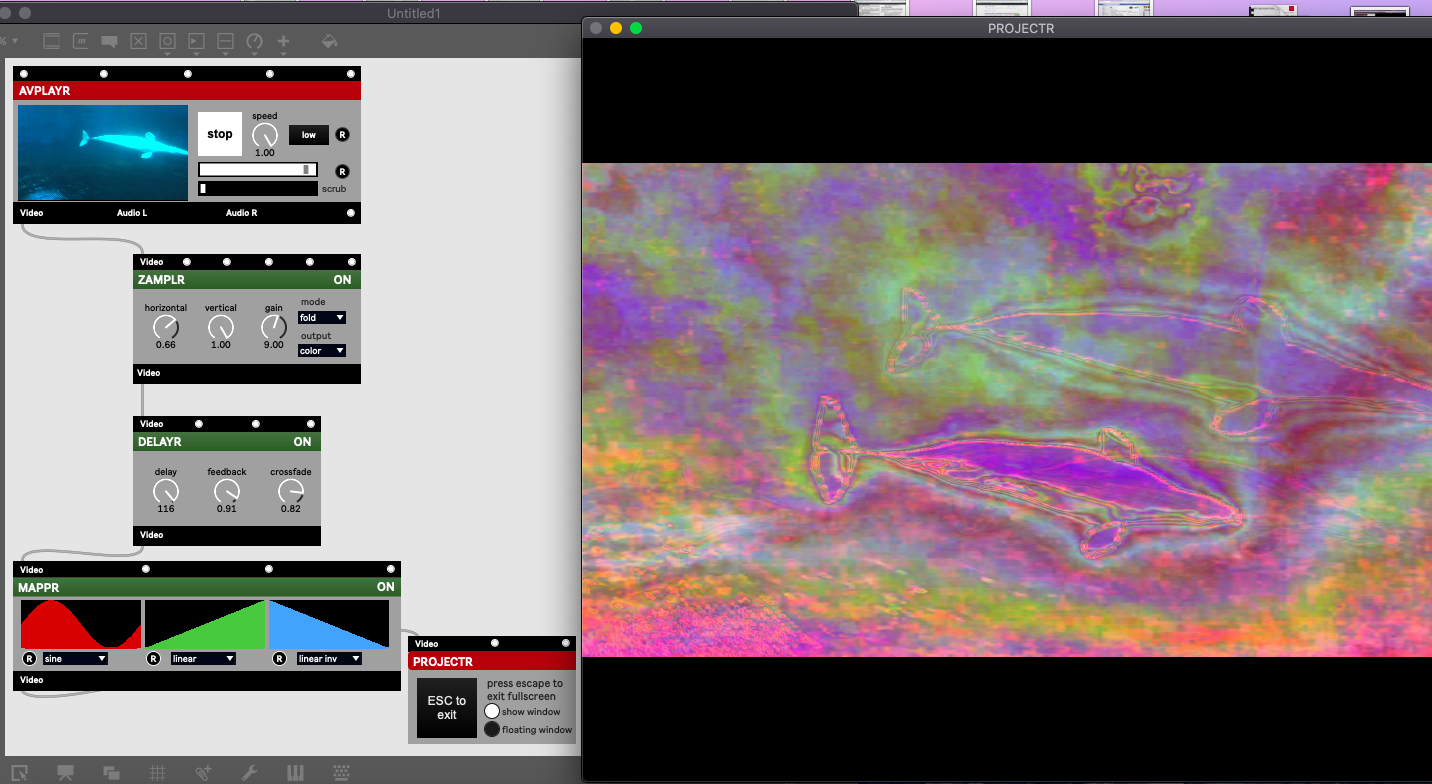 Untitled1
PROJECTR
%
AVPLAYR
stop
speed
1.00
low
R
R
scrub
Video Audio L Audio R
Video
ZAMPLR ON
horizontal vertical gain
0.66 1.00 9.00
mode
fold
output
color
Video
Video
DELAYR ON
delay feedback crossfade
116 0.91 0.82
Video
Video
MAPPR ON
R sine R linear R linear inv
Video
Video
PROJECTR
ESC to
exit
press escape to
exit fullscreen
show window
floating window